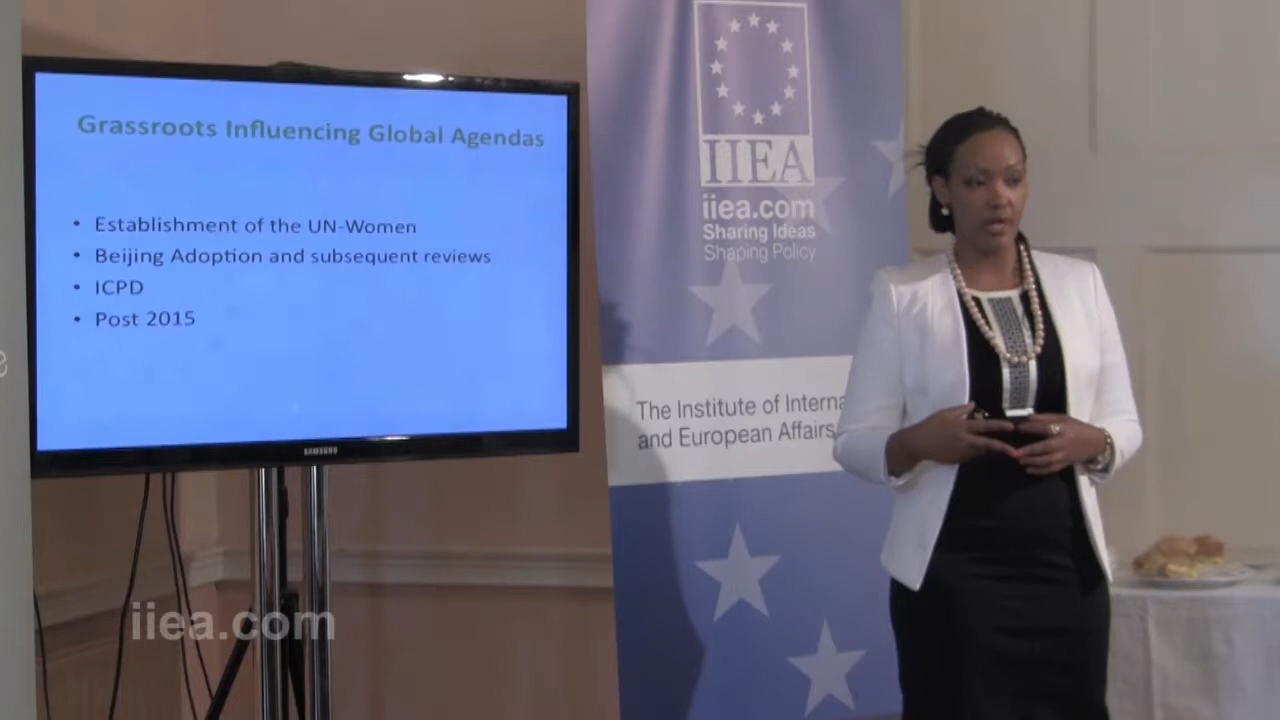 Grassroots Influencing Global Agendas
• Establishment of the UN-Women
• Beijing Adoption and subsequent reviews
• ICPD
• Post 2015
SAMSUNG
IIEA
iiea.com
Sharing Ideas
Shaping Policy
The Institute of Interna
and European Affairs
iiea.com